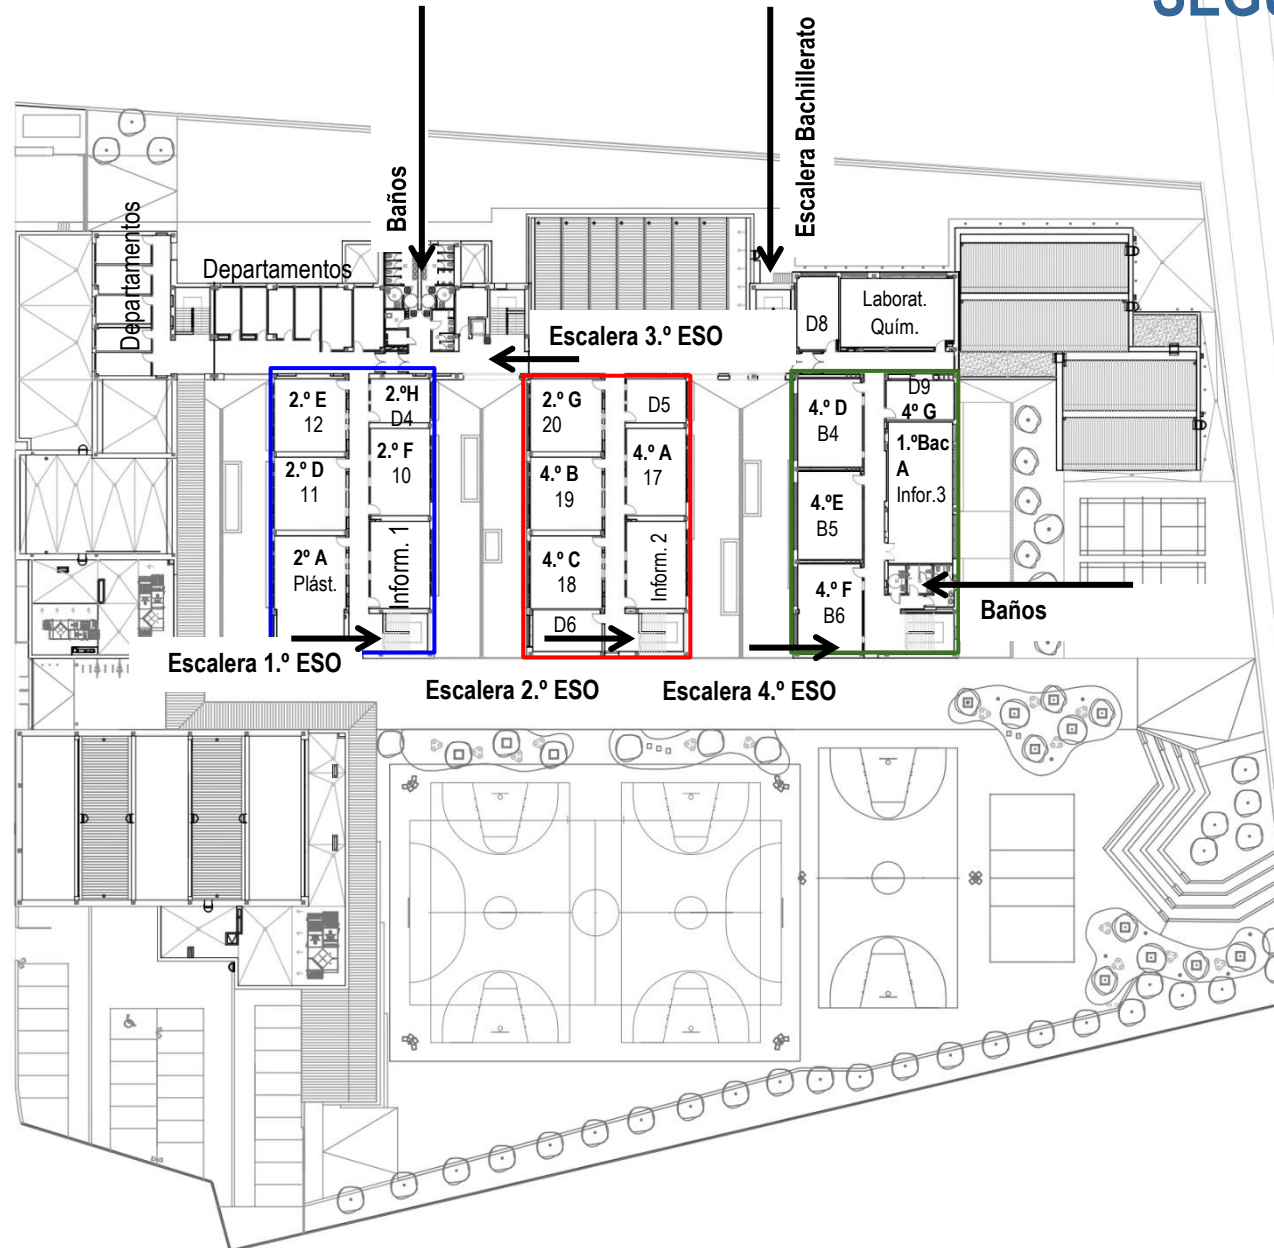 SEGU
Escalera Bachillerato
Baños
Departamentos
Departamentos
D8
Laborat.
Quím.
Escalera 3.º ESO
2.º E
12
2.ºH
D4
2.º D
11
2.º F
10
2º A
Plást.
Inform. 1
2.º G
20
D5
4.º B
19
4.º A
17
4.º C
18
Inform. 2
D6
4.º D
B4
D9
4º G
4.ºE
B5
1.ºBac
A
Infor.3
4.º F
B6
Baños
Escalera 1.º ESO
Escalera 2.º ESO
Escalera 4.º ESO